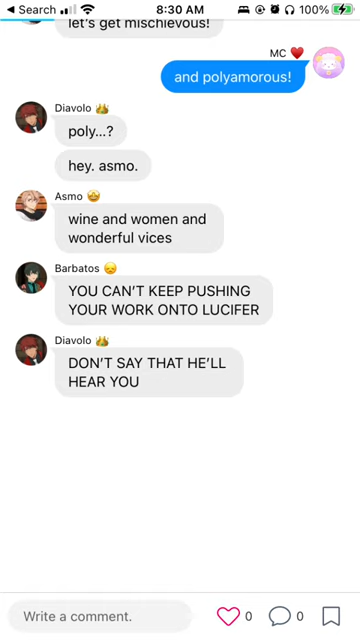 Search
8:30 AM
100%
let's get mischievous!
MC
and polyamorous!
Diavolo
poly...?
hey. asmo.
Asmo
wine and women and
wonderful vices
Barbatos
YOU CAN'T KEEP PUSHING
YOUR WORK ONTO LUCIFER
Diavolo
DON'T SAY THAT HE'LL
HEAR YOU
Write a comment.
0
0